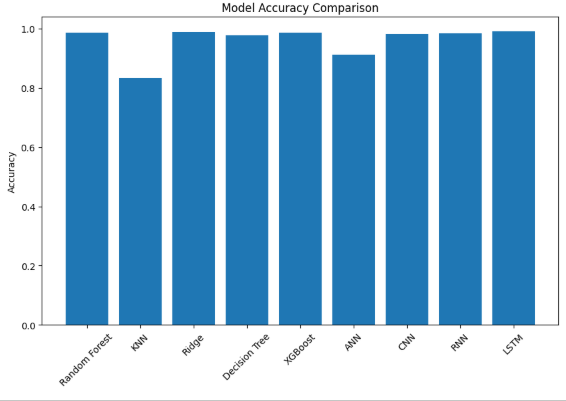 Model Accuracy Comparison
1.0
0.8
0.6
0.4
0.2
0.0
Accuracy
Random Forest
KNN
Ridge
Decision Tree
XGBoost
ANN
CNN
RNN
LSTM